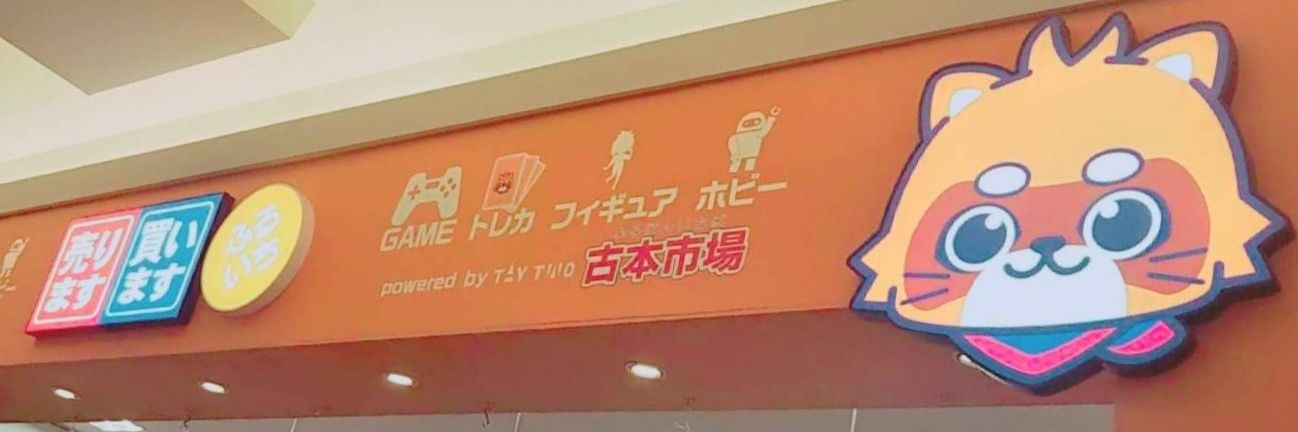 売り
ます
買い
ます
ふるいち
GAME トレカ フィギュア ホビー
powered by TAY TWO 古本市場